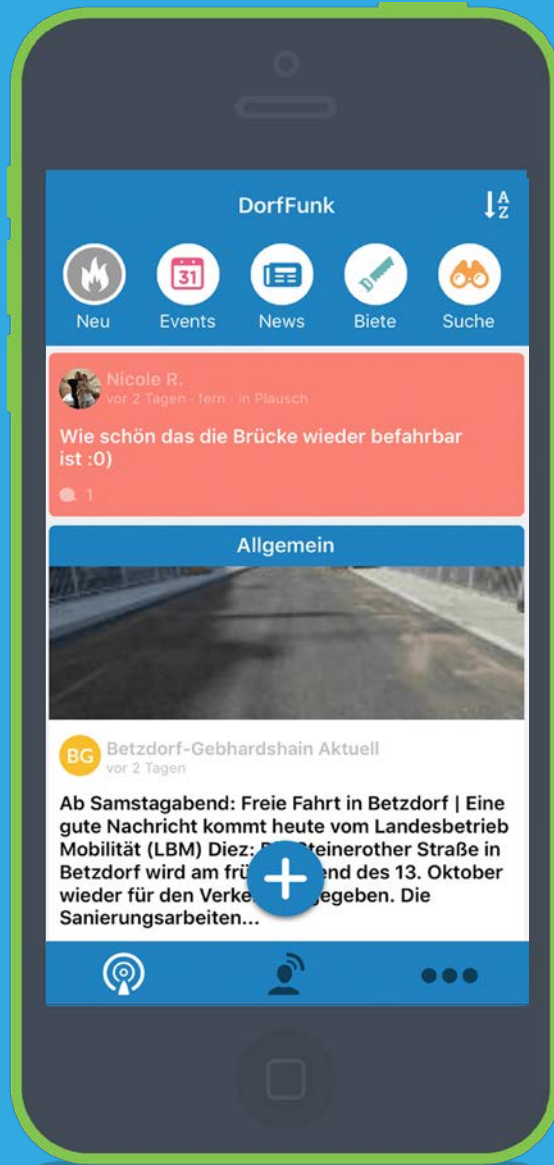 DorfFunk
A
Z
31
Neu
Events
News
Biete
Suche
Nicole R.
vor 2 Tagen · fern · in Plausch
Wie schön das die Brücke wieder befahrbar
ist :0)
1
Allgemein
BG
Betzdorf-Gebhardshain Aktuell
vor 2 Tagen
Ab Samstagabend: Freie Fahrt in Betzdorf | Eine
gute Nachricht kommt heute vom Landesbetrieb
Mobilität (LBM) Diez: Steinerother Straße in
Betzdorf wird am des 13. Oktober
wieder für den
Sanierungsarbeiten...